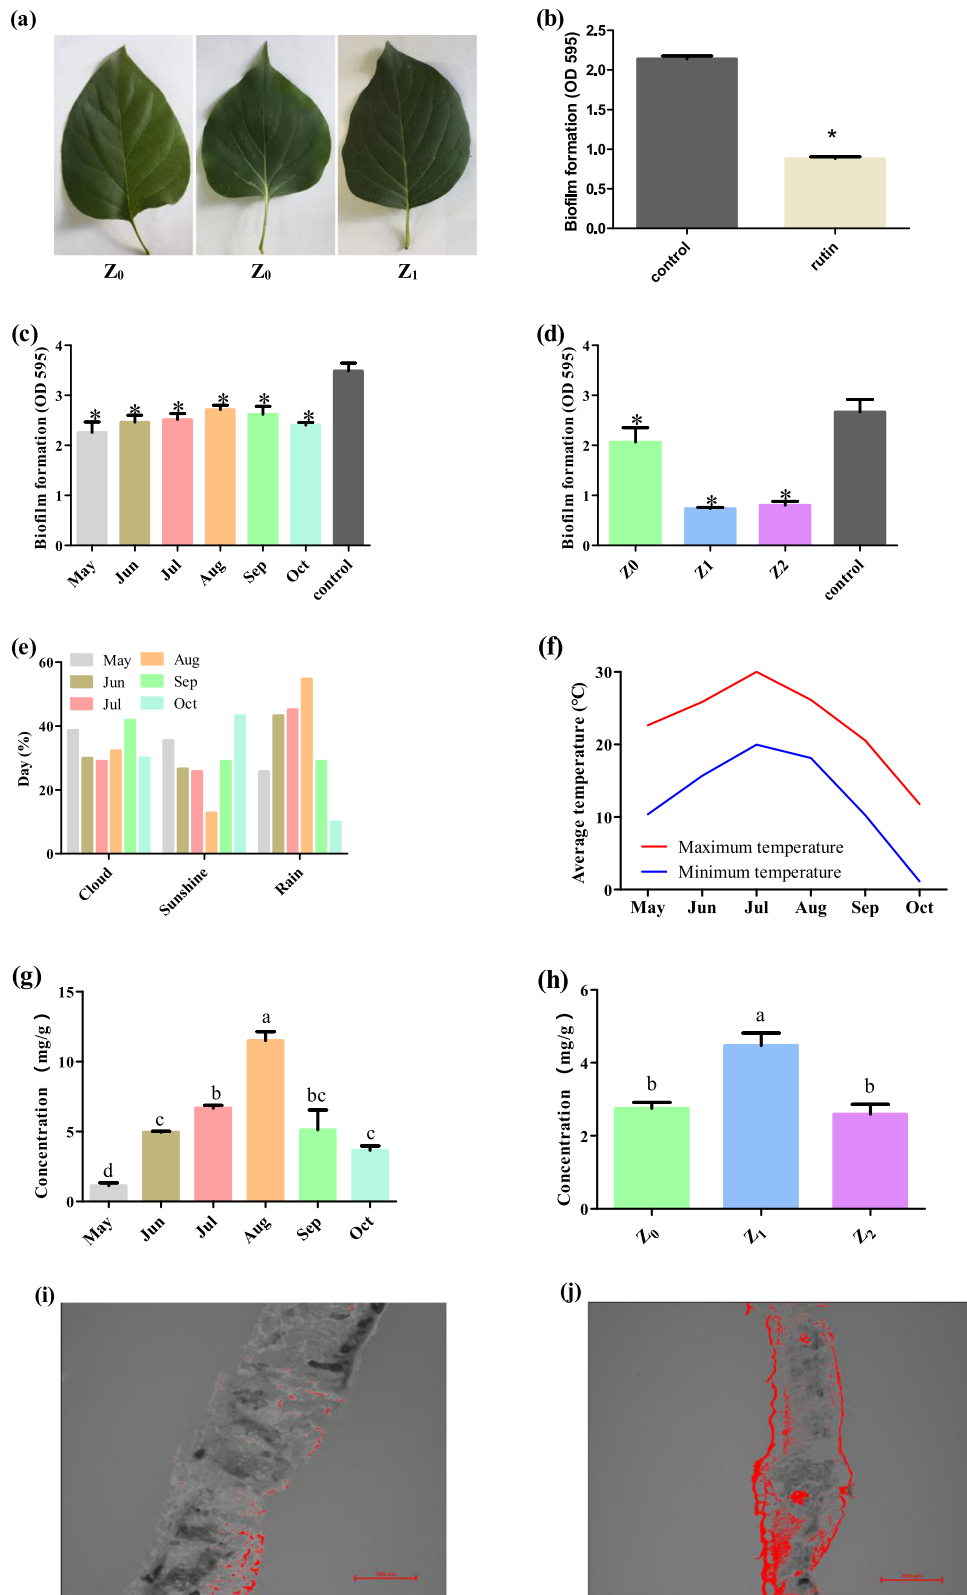 (a)
Z0
Z0
Z1
(b)
Biofilm formation (OD 595)
2.5
2.0
1.5
1.0
0.5
0.0
*
control
rutin
(c)
Biofilm formation (OD 595)
4
3
2
1
0
* * * * * *
May
Jun
Jul
Aug
Sep
Oct
control
(d)
Biofilm formation (OD 595)
4
3
2
1
0
* * *
Z0
Z1
Z2
control
(e)
Day (%)
60
40
20
0
May
Jun
Jul
Aug
Sep
Oct
Cloud
Sunshine
Rain
(f)
Average temperature (°C)
30
20
10
0
Maximum temperature
Minimum temperature
May Jun Jul Aug Sep Oct
(g)
Concentration (mg/g)
15
10
5
0
d c b a bc c
May
Jun
Jul
Aug
Sep
Oct
(h)
Concentration (mg/g)
6
4
2
0
b a b
Z0
Z1
Z2
(i)
100 μm
(j)
100 μm